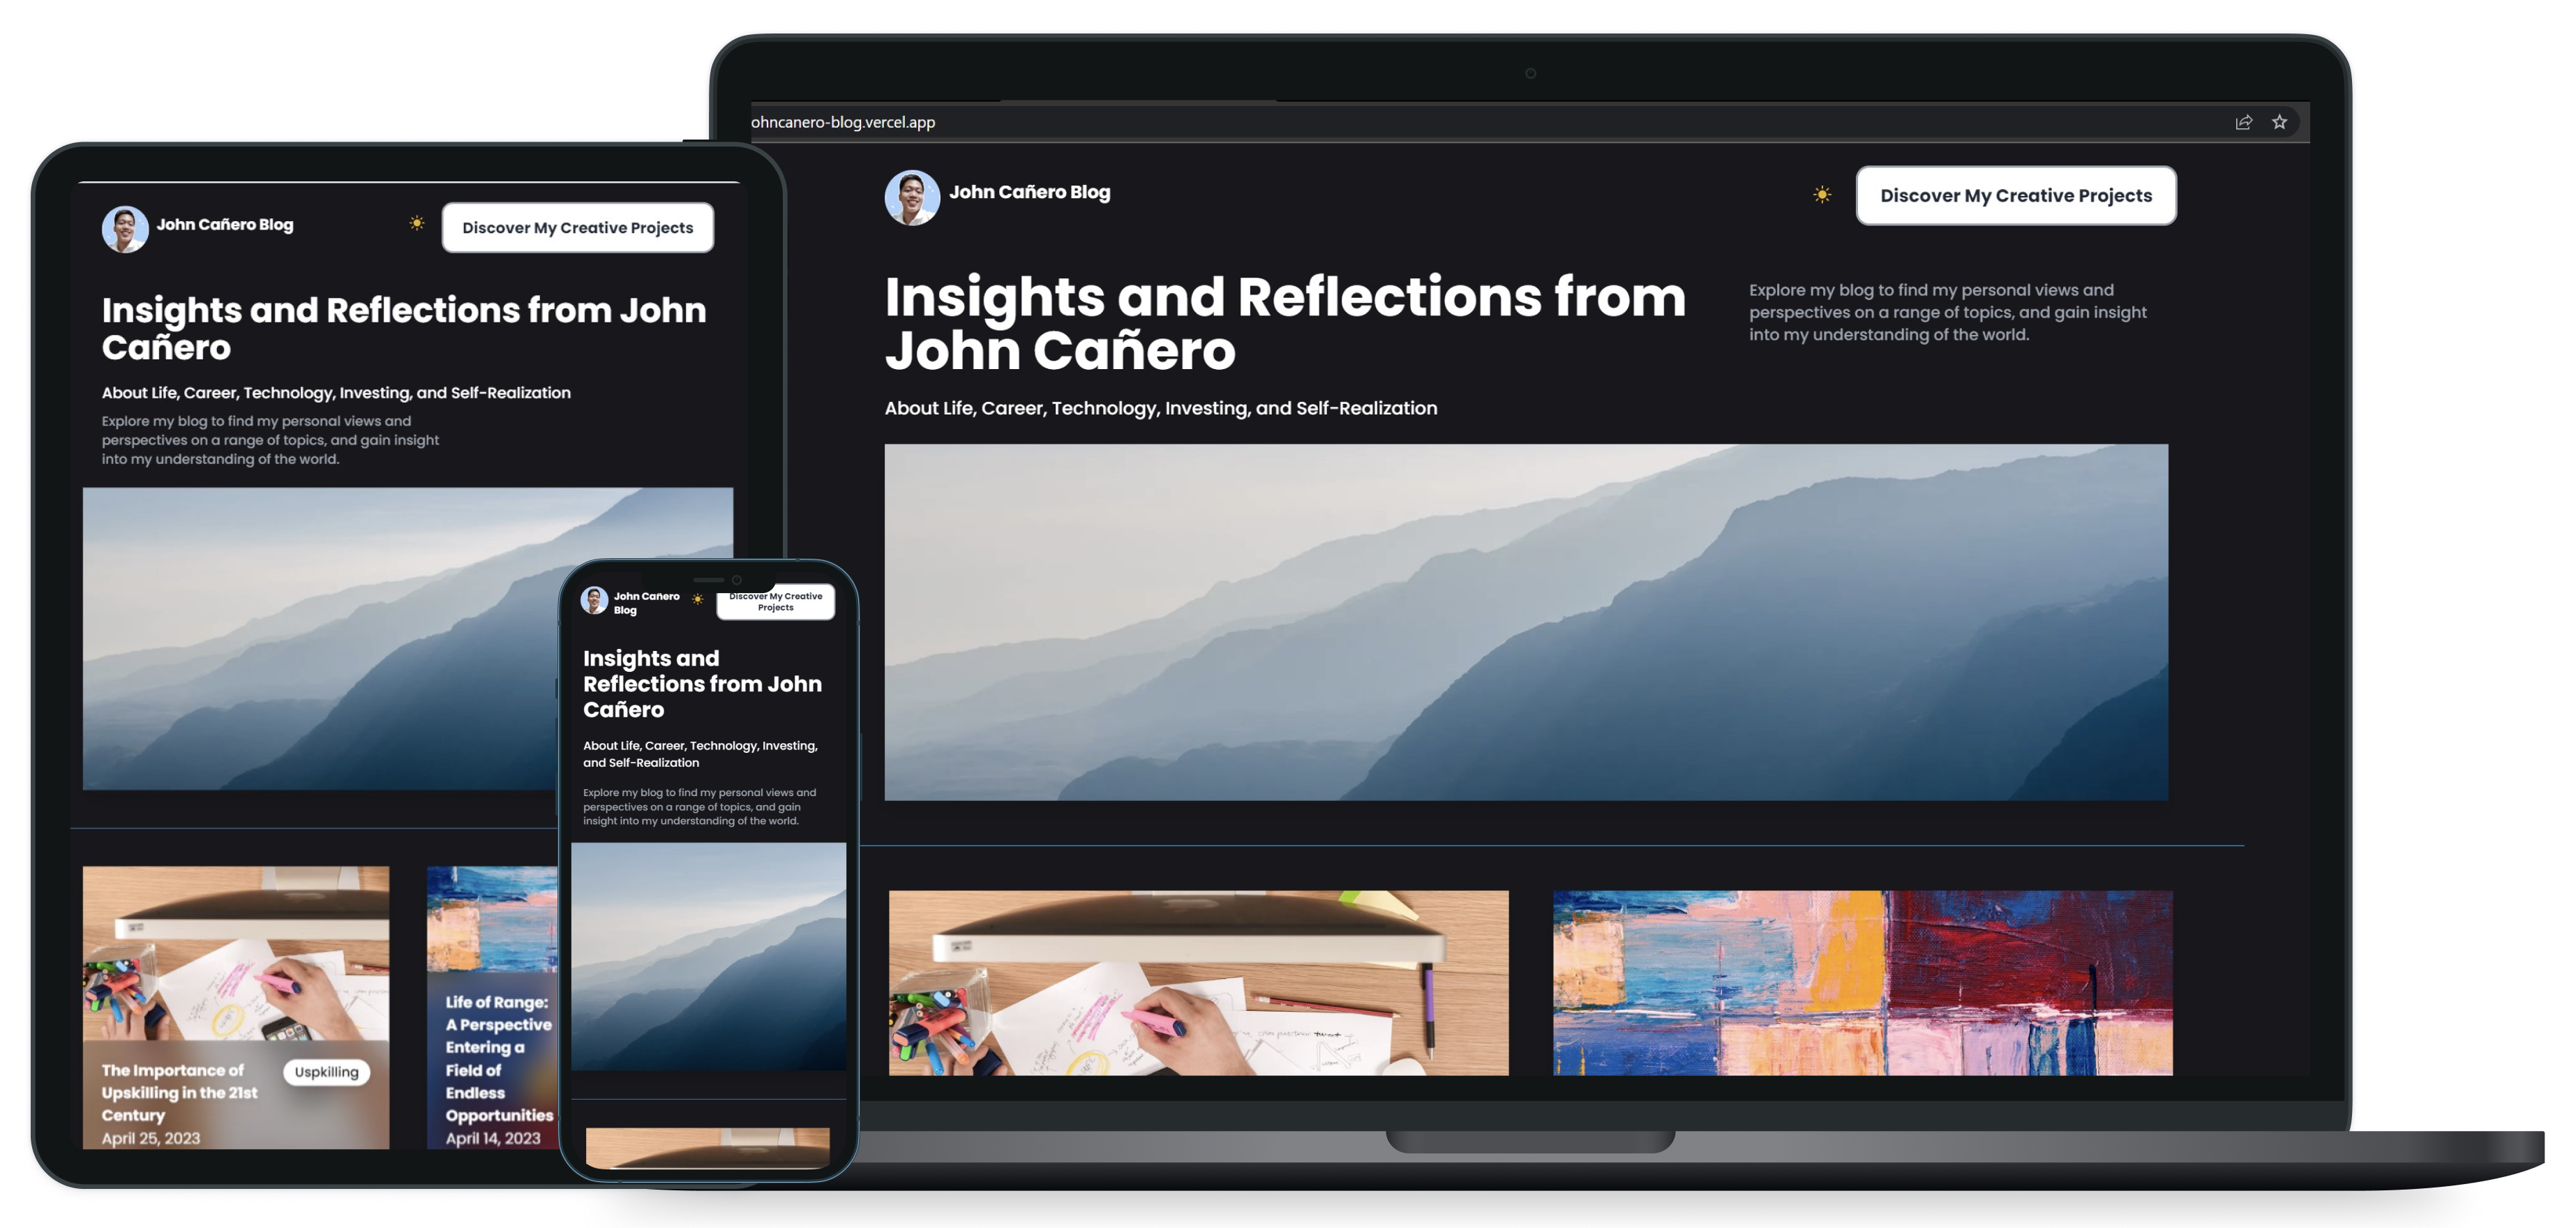 John Cañero Blog
Discover My Creative Projects
Insights and Reflections from John
Cañero
About Life, Career, Technology, Investing, and Self-Realization
Explore my blog to find my personal views and
perspectives on a range of topics, and gain insight
into my understanding of the world.
The Importance of
Upskilling in the 21st
Century
April 25, 2023
Uspkilling
Life of Range:
A Perspective
Entering a
Field of
Endless
Opportunities
April 14, 2023
John Cañero
Blog
Discover My Creative
Projects
Insights and
Reflections from John
Cañero
About Life, Career, Technology, Investing,
and Self-Realization
Explore my blog to find my personal views and
perspectives on a range of topics, and gain
insight into my understanding of the world.
ohncanero-blog.vercel.app
John Cañero Blog
Discover My Creative Projects
Insights and Reflections from
John Cañero
About Life, Career, Technology, Investing, and Self-Realization
Explore my blog to find my personal views and
perspectives on a range of topics, and gain insight
into my understanding of the world.